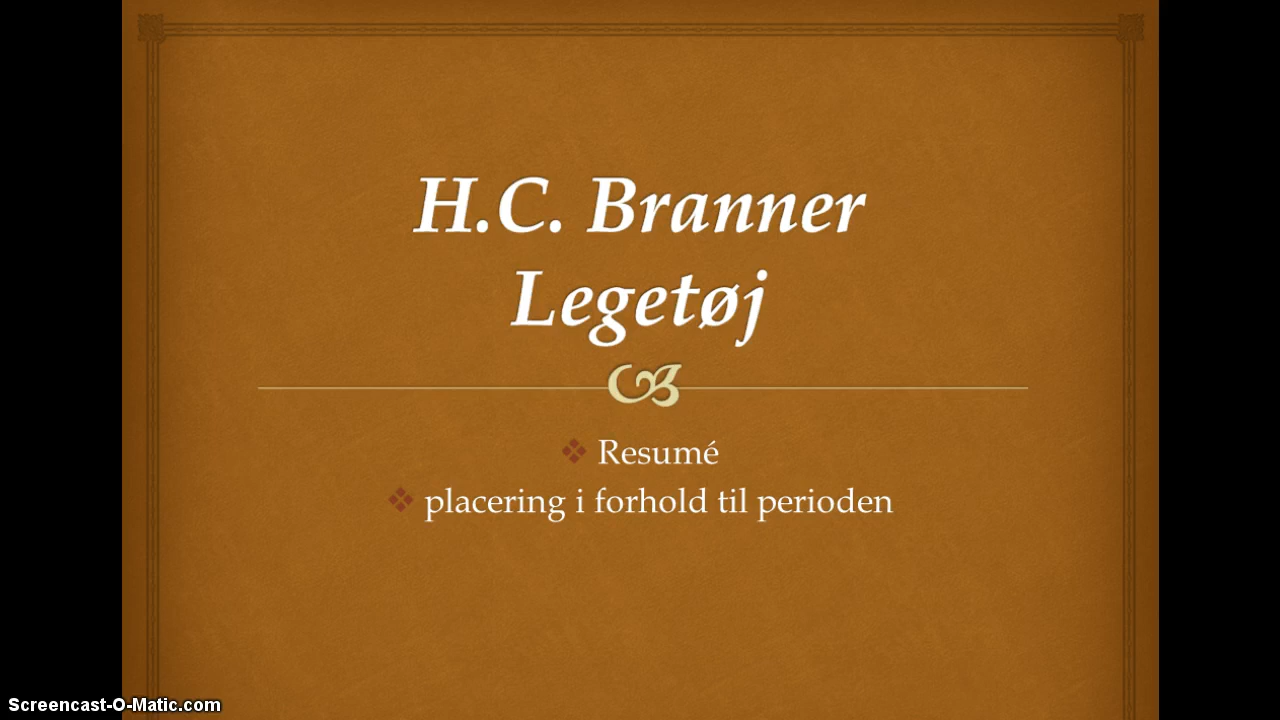 H.C. Branner
Legetøj
Resumé
placering i forhold til perioden
Screencast-O-Matic.com